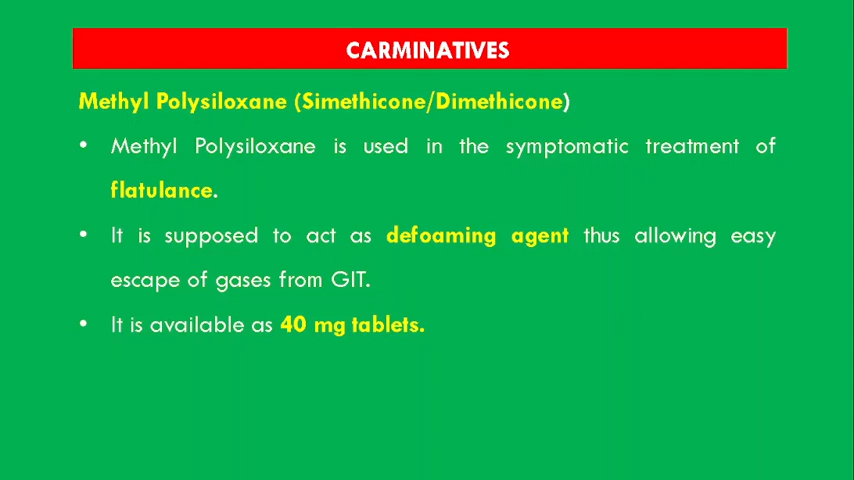 CARMINATIVES
Methyl Polysiloxane (Simethicone/Dimethicone)
• Methyl Polysiloxane is used in the symptomatic treatment of
flatulance.
• It is supposed to act as defoaming agent thus allowing easy
escape of gases from GIT.
• It is available as 40 mg tablets.